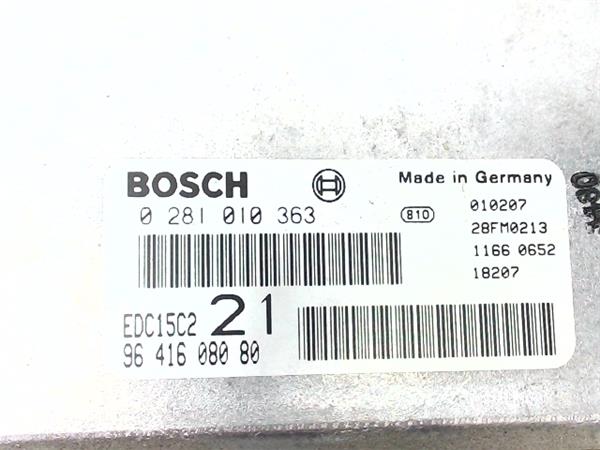 BOSCH
Made in Germany
0 281 010 363
810
010207
28FM0213
1166 0652
18207
EDC15C2 21
96 416 080 80